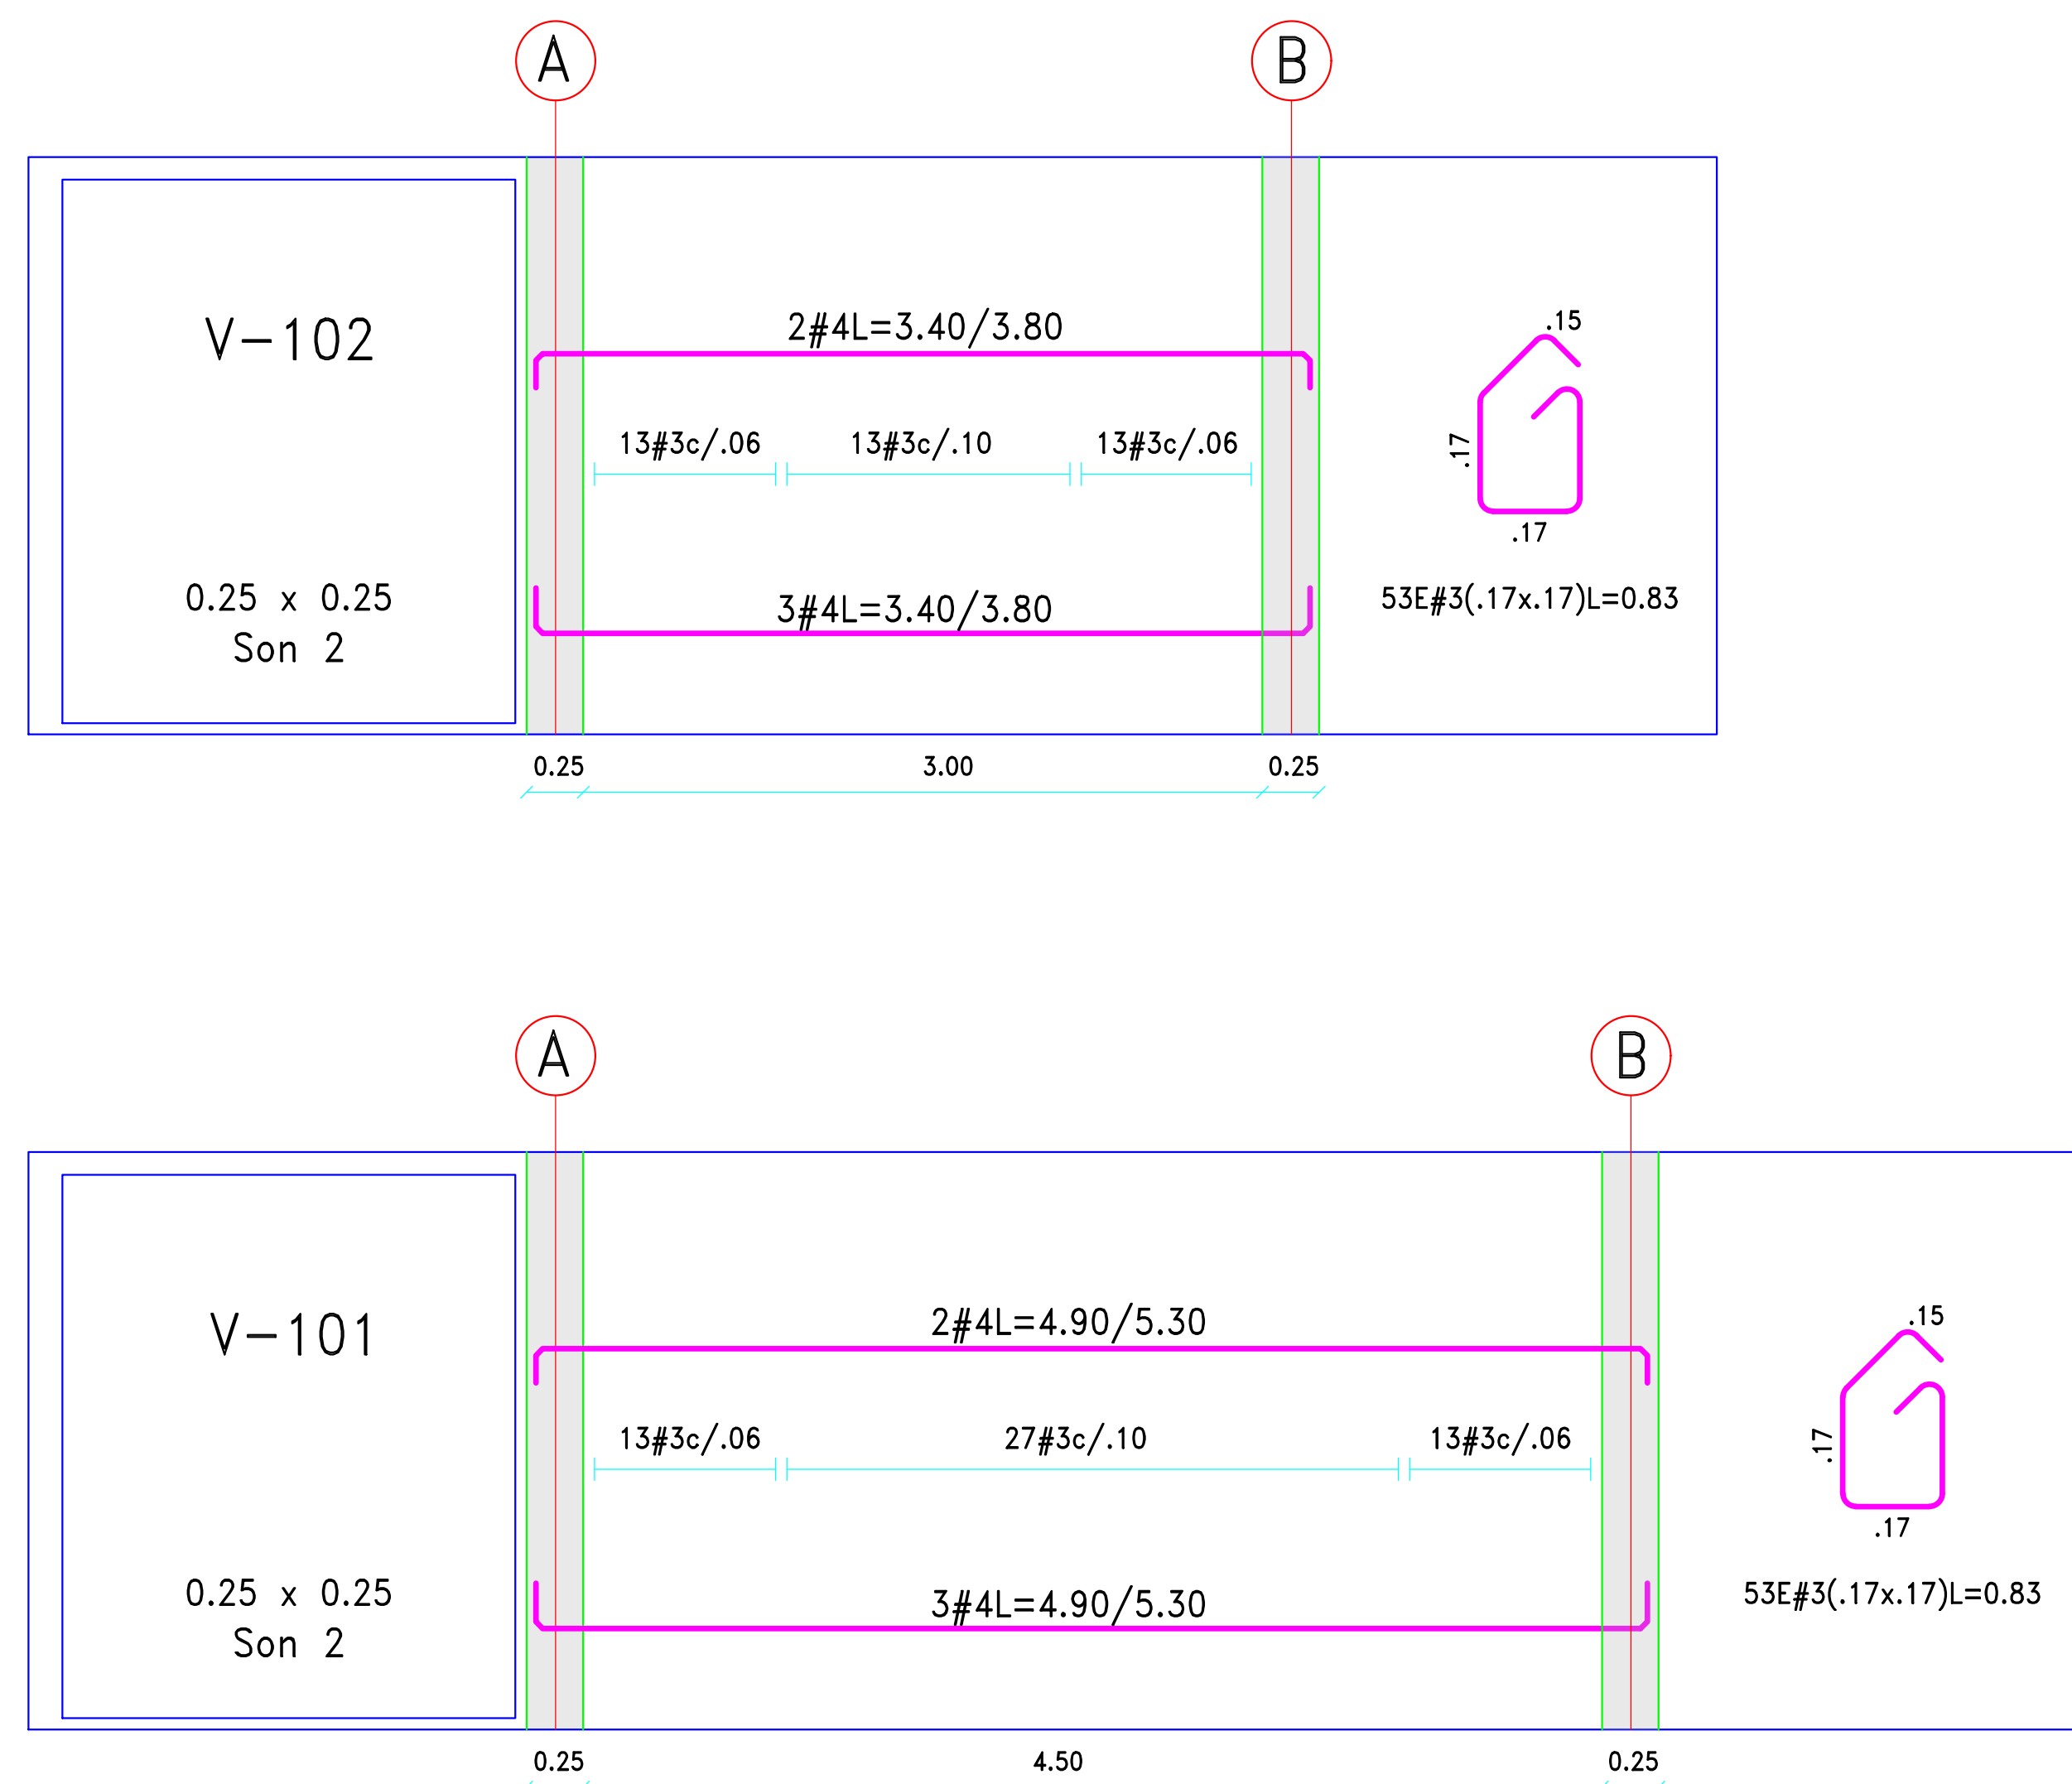 A
B
V-102
2#4L=3.40/3.80
.15
13#3c/.06
13#3c/.10
13#3c/.06
.17
.17
0.25 x 0.25
3#4L=3.40/3.80
53E#3(.17x.17)L=0.83
Son 2
0.25
3.00
0.25
A
B
V-101
2#4L=4.90/5.30
.15
13#3c/.06
27#3c/.10
13#3c/.06
.17
.17
0.25 x 0.25
3#4L=4.90/5.30
53E#3(.17x.17)L=0.83
Son 2
0.25
4.50
0.25